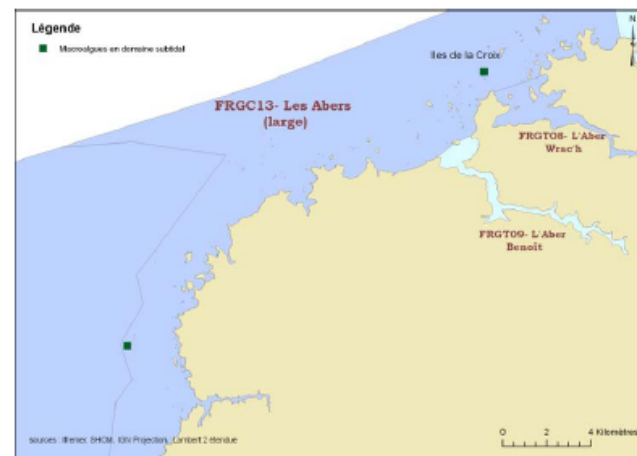 Légende
Macroalgues en domaine subtidal
N
Iles de la Croix
FRGC13- Les Abers
(large)
FRGT08- L'Aber
Wrac'h
FRGT09- L'Aber
Benoît
sources : Ifremer, SHOM, IGN Projection, Lambert 2 étendue
0 2 4 Kilomètres